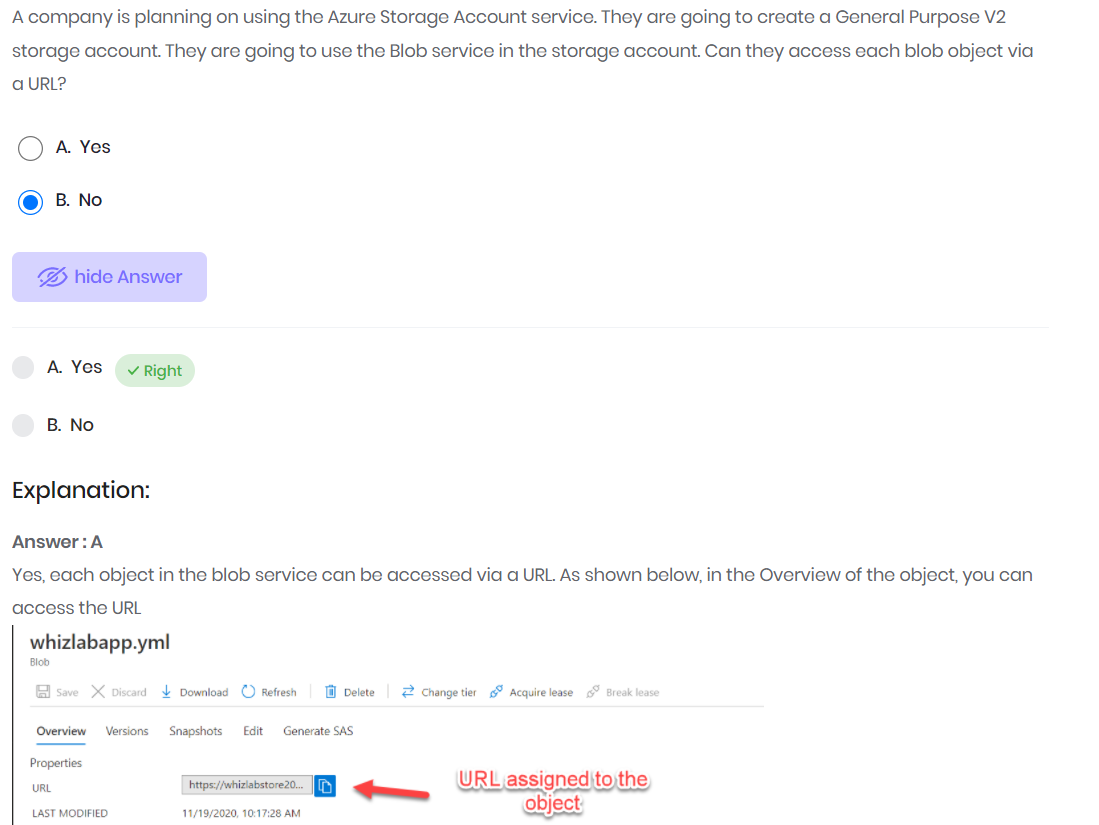 A company is planning on using the Azure Storage Account service. They are going to create a General Purpose V2
storage account. They are going to use the Blob service in the storage account. Can they access each blob object via
a URL?
A. Yes
B. No
hide Answer
A. Yes Right
B. No
Explanation:
Answer : A
Yes, each object in the blob service can be accessed via a URL. As shown below, in the Overview of the object, you can
access the URL
whizlabapp.yml
Blob
Save Discard Download Refresh Delete Change tier Acquire lease Break lease
Overview Versions Snapshots Edit Generate SAS
Properties
URL https://whizlabstore20... URL assigned to the
object
LAST MODIFIED 11/19/2020, 10:17:28 AM